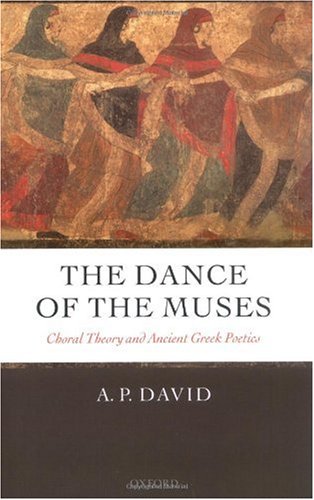 THE DANCE
OF THE MUSES
Choral Theory and Ancient Greek Poetics
A. P. DAVID
OXFORD